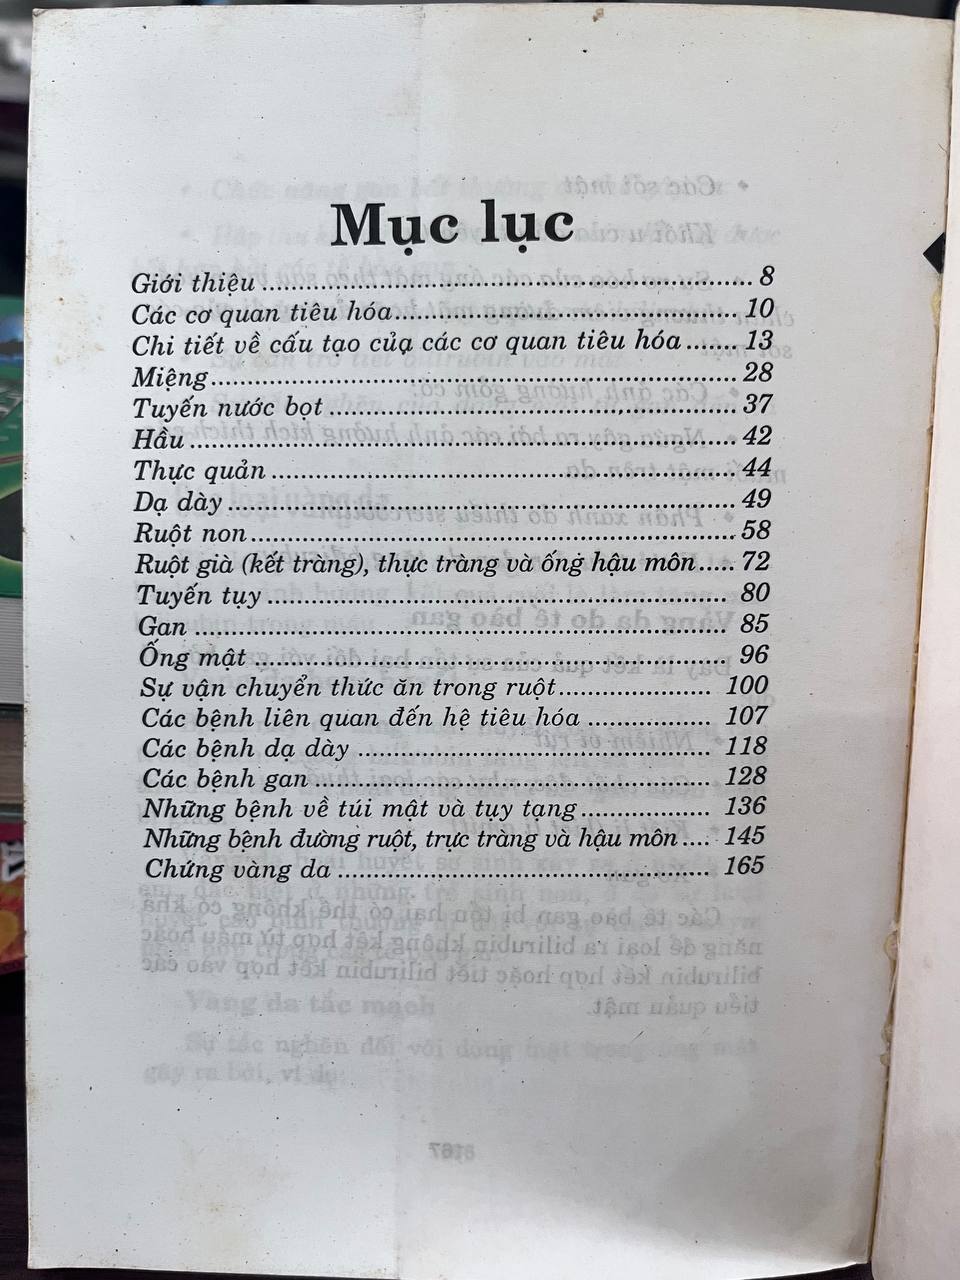 Mục lục
Giới thiệu ........ 8
Các cơ quan tiêu hóa ........ 10
Chi tiết về cấu tạo của các cơ quan tiêu hóa ....... 13
Miệng ........ 28
Tuyến nước bọt ........ 37
Hầu ........ 42
Thực quản ........ 44
Dạ dày ........ 49
Ruột non ........ 58
Ruột già (kết tràng), thực tràng và ống hậu môn ..... 72
Tuyến tụy ........ 80
Gan ........ 85
Ống mật ........ 96
Sự vận chuyển thức ăn trong ruột ........ 100
Các bệnh liên quan đến hệ tiêu hóa ........ 107
Các bệnh dạ dày ........ 118
Các bệnh gan ........ 128
Những bệnh về túi mật và tụy tạng ........ 136
Những bệnh đường ruột, trực tràng và hậu môn .... 145
Chứng vàng da ........ 165